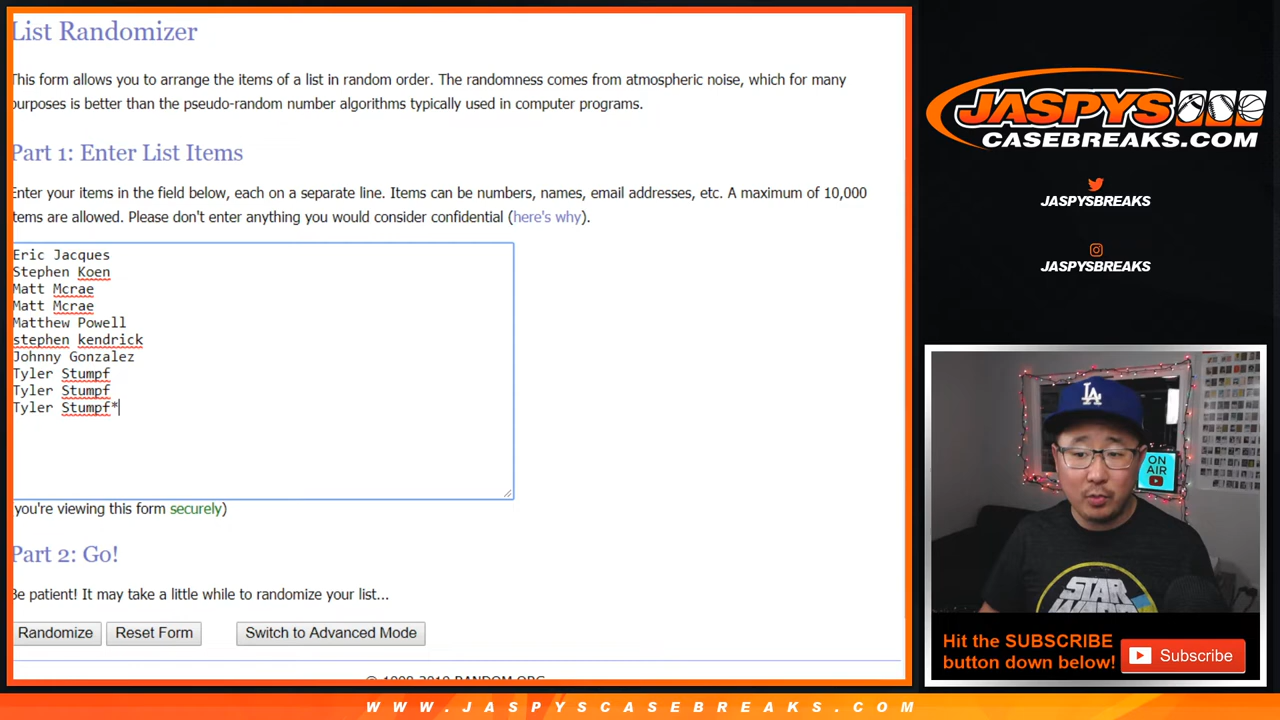 List Randomizer
This form allows you to arrange the items of a list in random order. The randomness comes from atmospheric noise, which for many
purposes is better than the pseudo-random number algorithms typically used in computer programs.
Part 1: Enter List Items
Enter your items in the field below, each on a separate line. Items can be numbers, names, email addresses, etc. A maximum of 10,000
items are allowed. Please don't enter anything you would consider confidential (here's why).
Eric Jacques
Stephen Koen
Matt Mcrae
Matt Mcrae
Matthew Powell
stephen kendrick
Johnny Gonzalez
Tyler Stumpf
Tyler Stumpf
Tyler Stumpf*
you're viewing this form securely)
Part 2: Go!
Be patient! It may take a little while to randomize your list...
Randomize
Reset Form
Switch to Advanced Mode
JASPYS
CASEBREAKS.COM
JASPYSBREAKS
JASPYSBREAKS
LA
ON
AIR
STAR
Hit the SUBSCRIBE
button down below!
Subscribe
WWW.JASPYSCASEBREAKS.COM